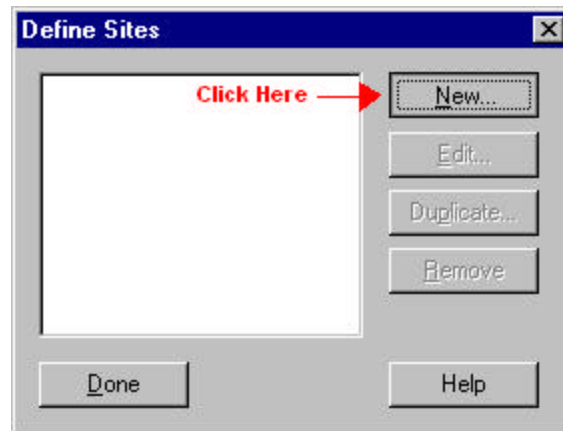 Define Sites
Click Here
New...
Edit...
Duplicate...
Remove
Done
Help